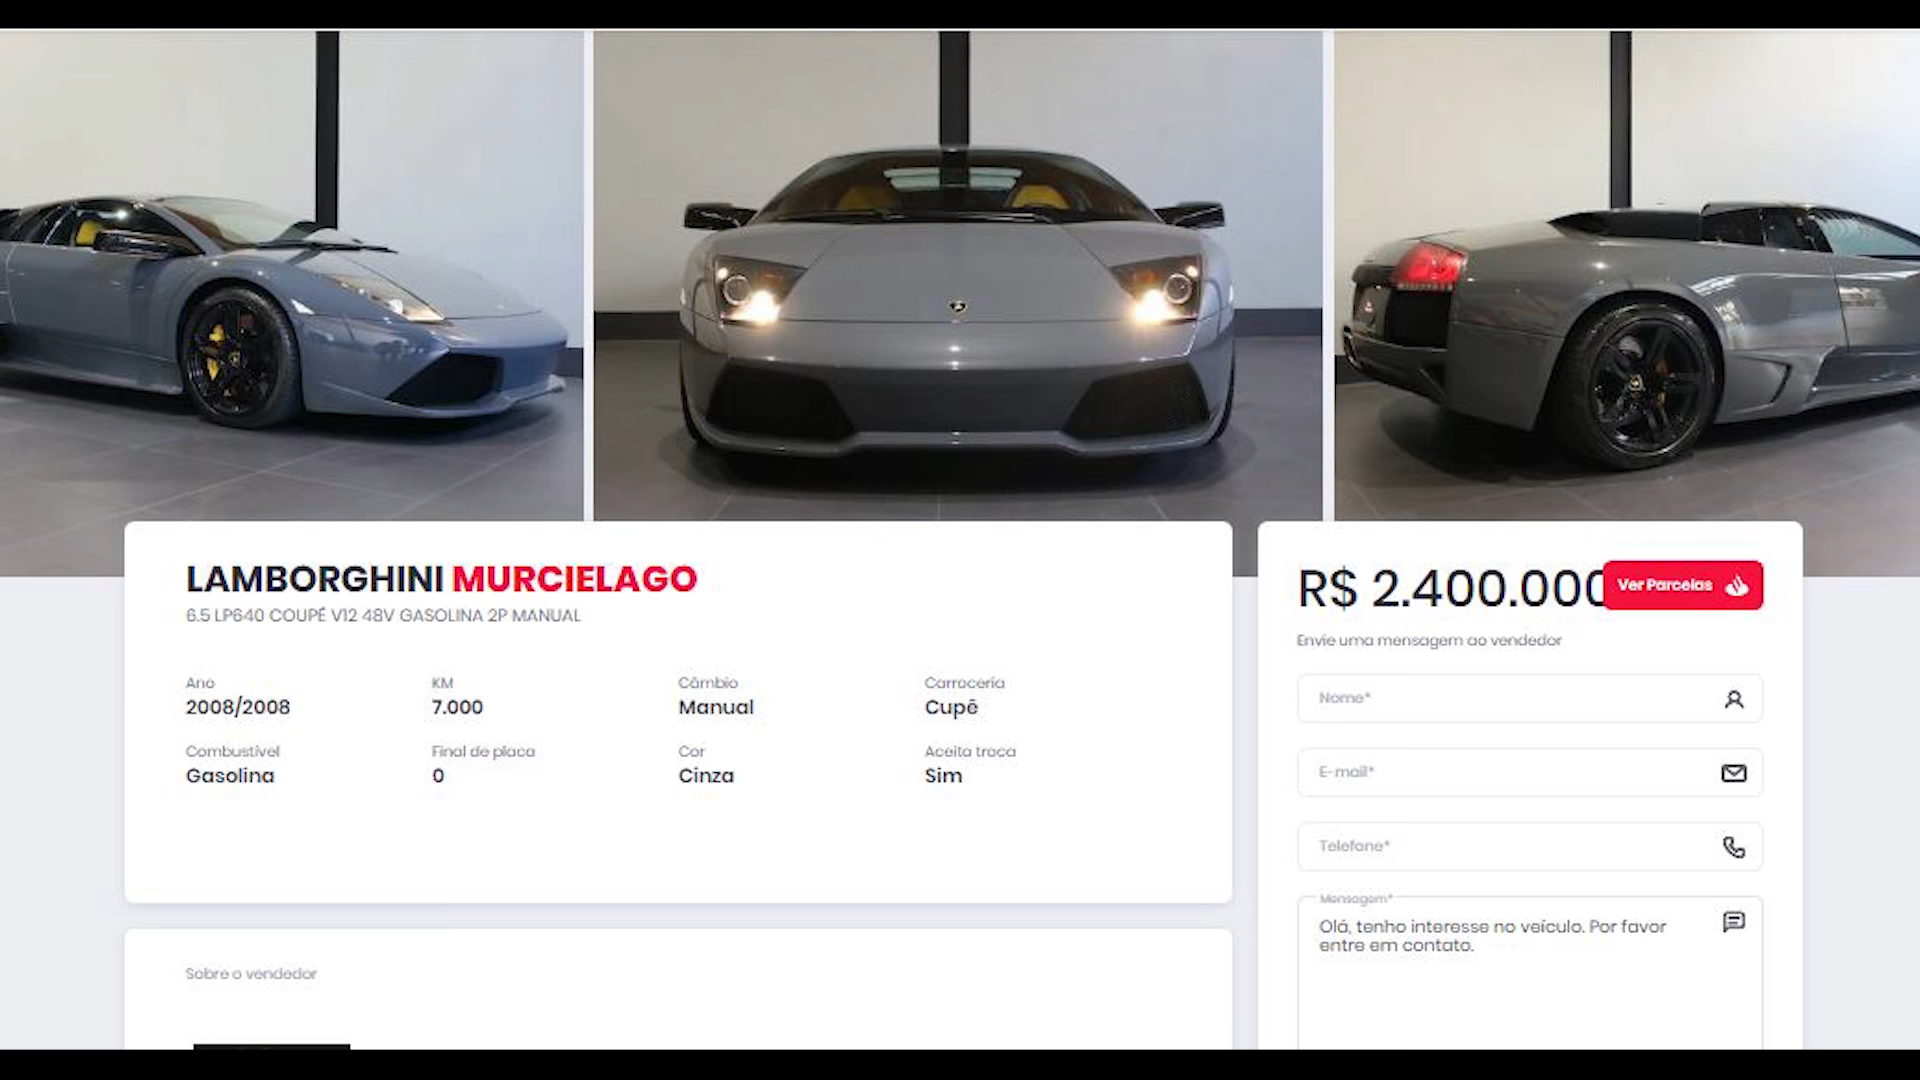 LAMBORGHINI MURCIELAGO
6.5 LP640 COUPÉ V12 48V GASOLINA 2P MANUAL
Ano
2008/2008
KM
7.000
Câmbio
Manual
Carroceria
Cupê
Combustível
Gasolina
Final de placa
0
Cor
Cinza
Aceita troca
Sim
Sobre o vendedor
R$ 2.400.000
Ver Parcelas
Envie uma mensagem ao vendedor
Nome*
E-mail*
Telefone*
Mensagem*
Olá, tenho interesse no veículo. Por favor
entre em contato.